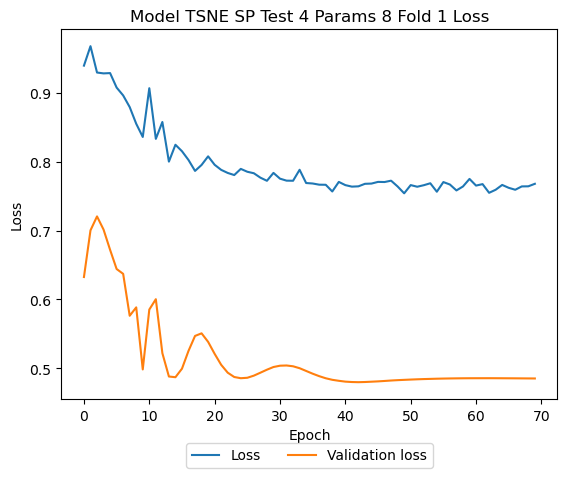 Model TSNE SP Test 4 Params 8 Fold 1 Loss
0.9
0.8
0.7
0.6
0.5
Loss
0 10 20 30 40 50 60 70
Epoch
Loss Validation loss